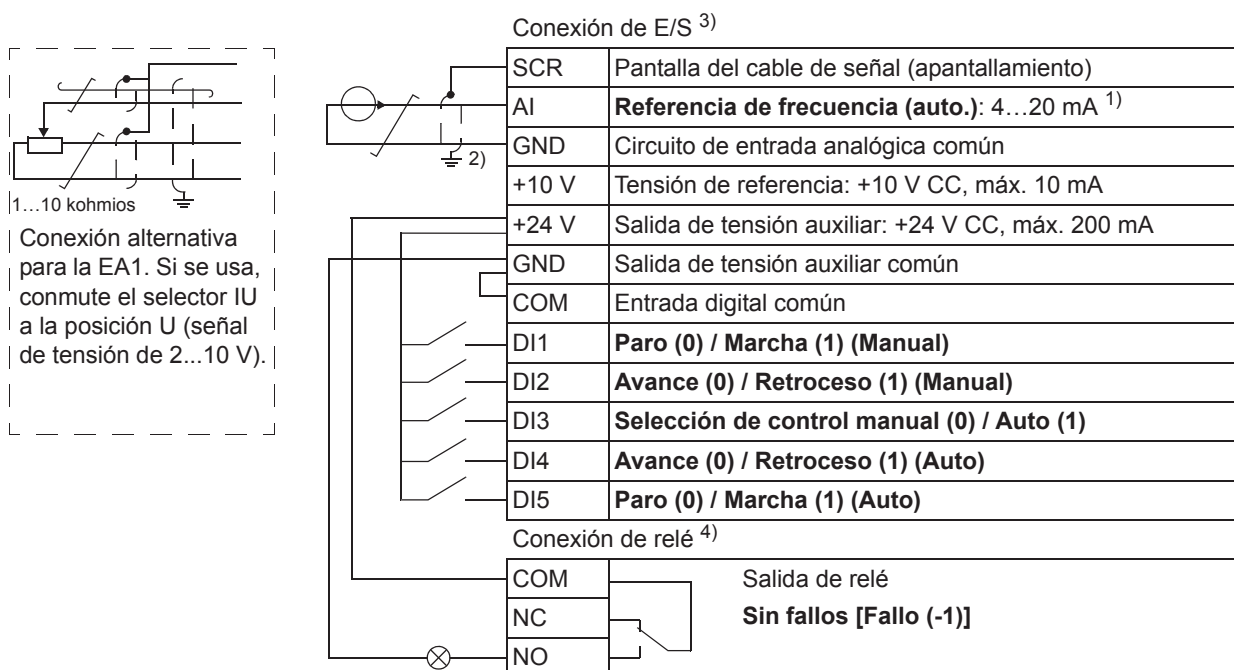 Conexión de E/S 3)
SCR Pantalla del cable de señal (apantallamiento)
AI Referencia de frecuencia (auto.): 4…20 mA 1)
GND Circuito de entrada analógica común
2)
+10 V Tensión de referencia: +10 V CC, máx. 10 mA
+24 V Salida de tensión auxiliar: +24 V CC, máx. 200 mA
GND Salida de tensión auxiliar común
COM Entrada digital común
DI1 Paro (0) / Marcha (1) (Manual)
DI2 Avance (0) / Retroceso (1) (Manual)
DI3 Selección de control manual (0) / Auto (1)
DI4 Avance (0) / Retroceso (1) (Auto)
DI5 Paro (0) / Marcha (1) (Auto)
Conexión de relé 4)
COM Salida de relé
NC Sin fallos [Fallo (-1)]
NO
1…10 kohmios
Conexión alternativa
para la EA1. Si se usa,
conmute el selector IU
a la posición U (señal
de tensión de 2...10 V).